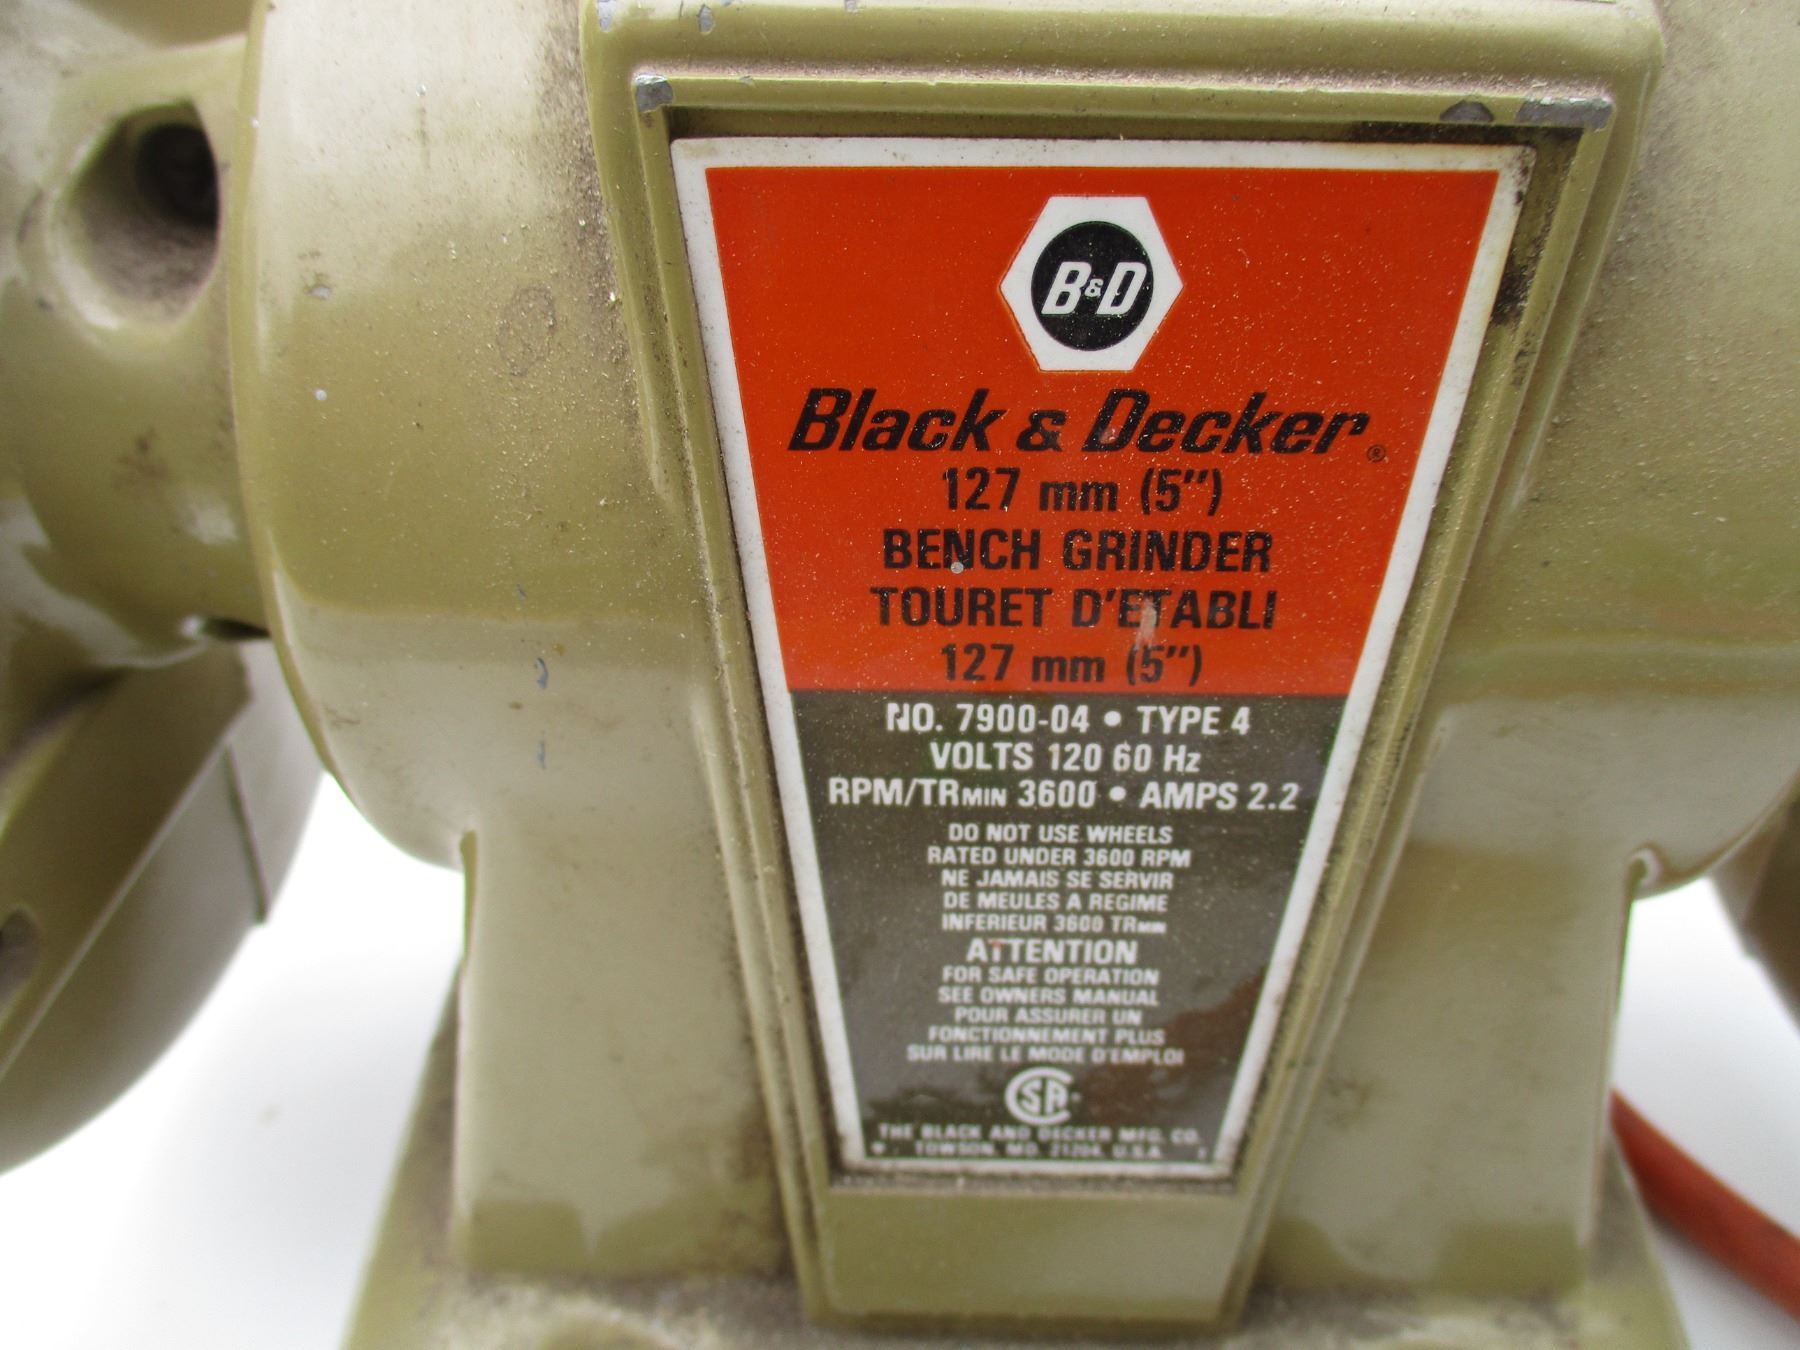 B&D
Black & Decker®
127 mm (5")
BENCH GRINDER
TOURET D'ETABLI
127 mm (5")
NO. 7900-04 • TYPE 4
VOLTS 120 60 Hz
RPM/TRMIN 3600 • AMPS 2.2
DO NOT USE WHEELS
RATED UNDER 3600 RPM
NE JAMAIS SE SERVIR
DE MEULES A REGIME
INFERIEUR 3600 TRMIN
ATTENTION
FOR SAFE OPERATION
SEE OWNERS MANUAL
POUR ASSURER UN
FONCTIONNEMENT PLUS
SUR LIRE LE MODE D'EMPLOI
CSA
THE BLACK AND DECKER MFG. CO.
TOWSON, MD. 21204, U.S.A.